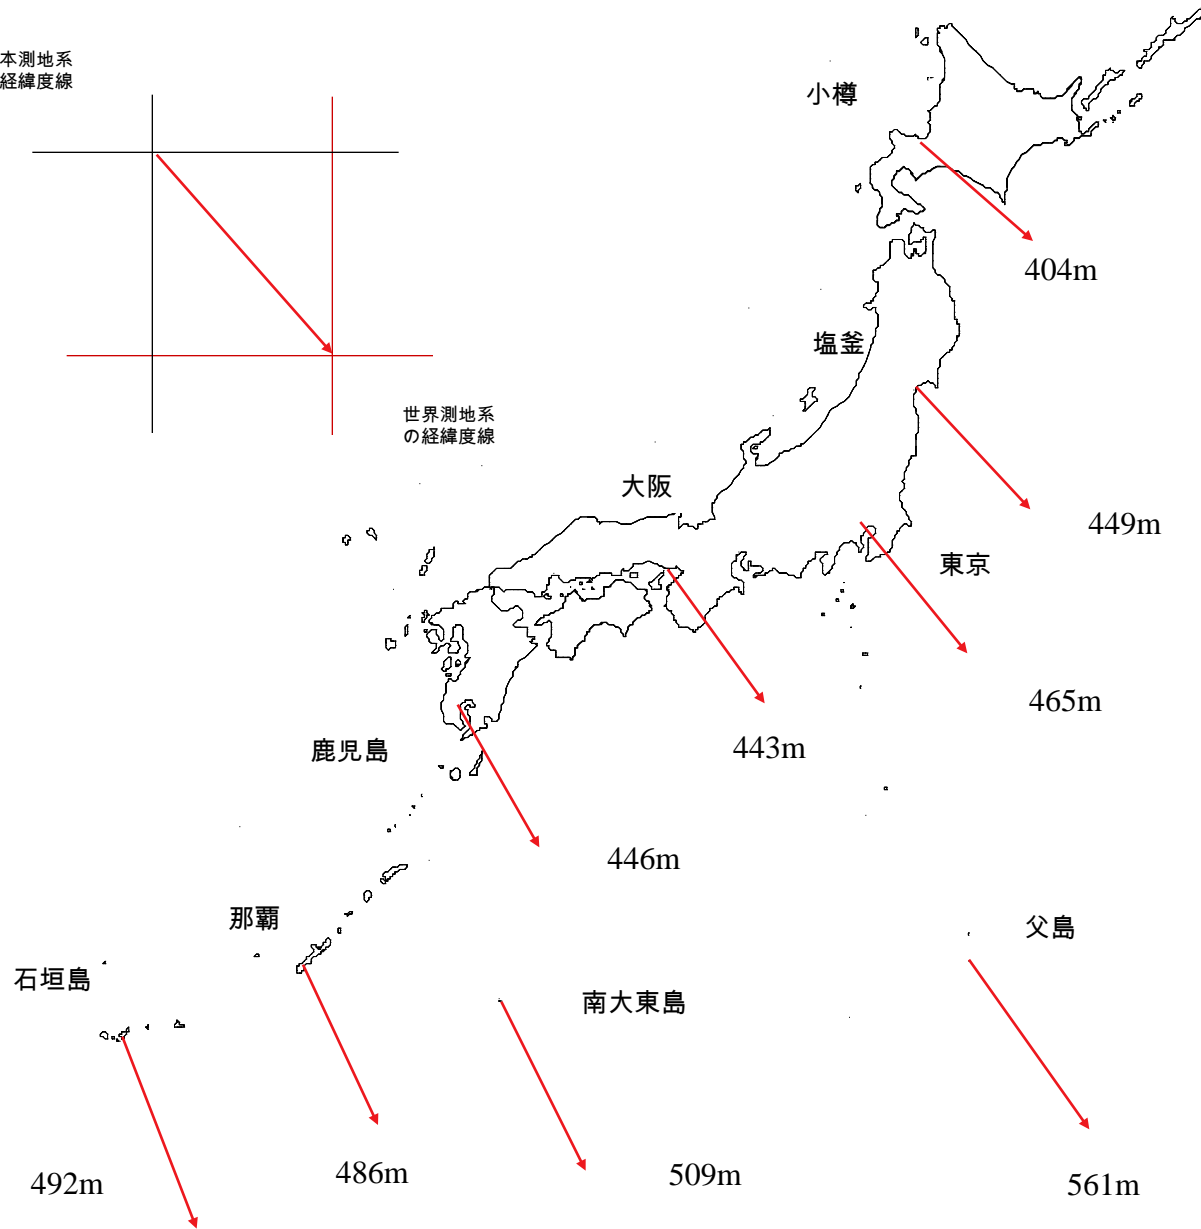 本測地系
経緯度線
小樽
404m
世界測地系
の経緯度線
塩釜
449m
大阪
東京
465m
443m
鹿児島
446m
那覇
父島
石垣島
南大東島
492m
486m
509m
561m